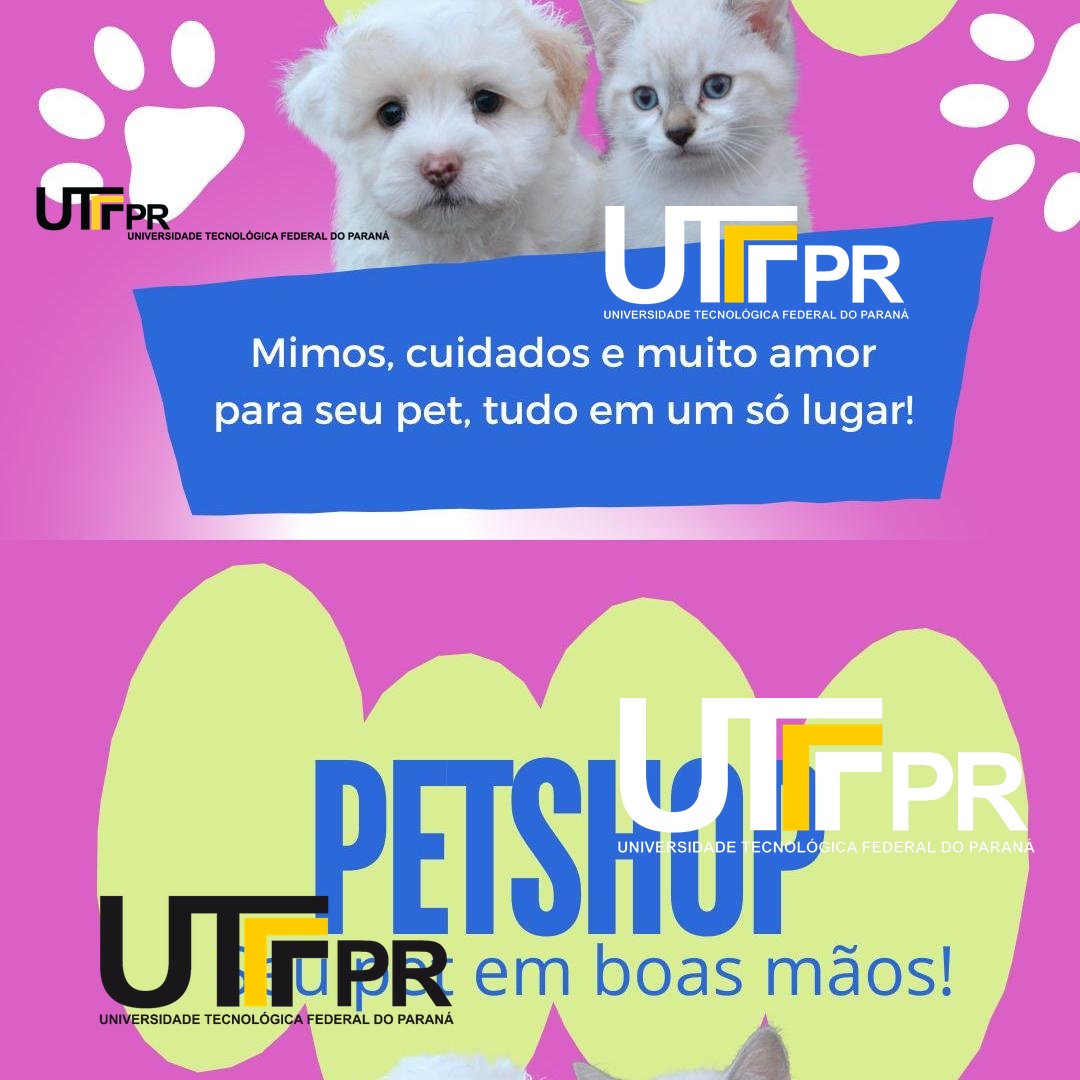 UTFPR
UNIVERSIDADE TECNOLÓGICA FEDERAL DO PARANÁ
UTFPR
UNIVERSIDADE TECNOLÓGICA FEDERAL DO PARANÁ
Mimos, cuidados e muito amor
para seu pet, tudo em um só lugar!
UTFPR
UNIVERSIDADE TECNOLÓGICA FEDERAL DO PARANÁ
PETSHOP
UTFPR
Seu pet em boas mãos!
UNIVERSIDADE TECNOLÓGICA FEDERAL DO PARANÁ